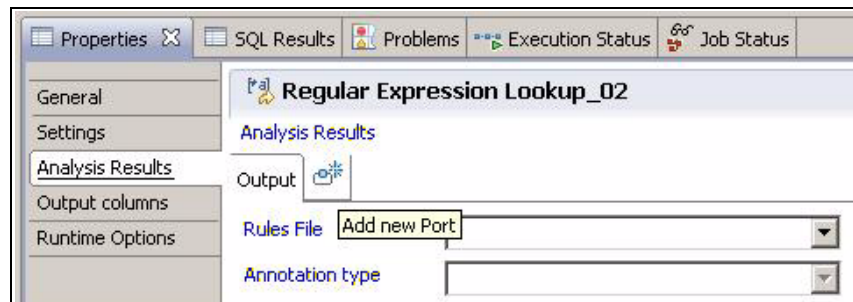 Properties SQL Results Problems Execution Status Job Status
General
Settings
Analysis Results
Output columns
Runtime Options
Regular Expression Lookup_02
Analysis Results
Output
Add new Port
Rules File
Annotation type